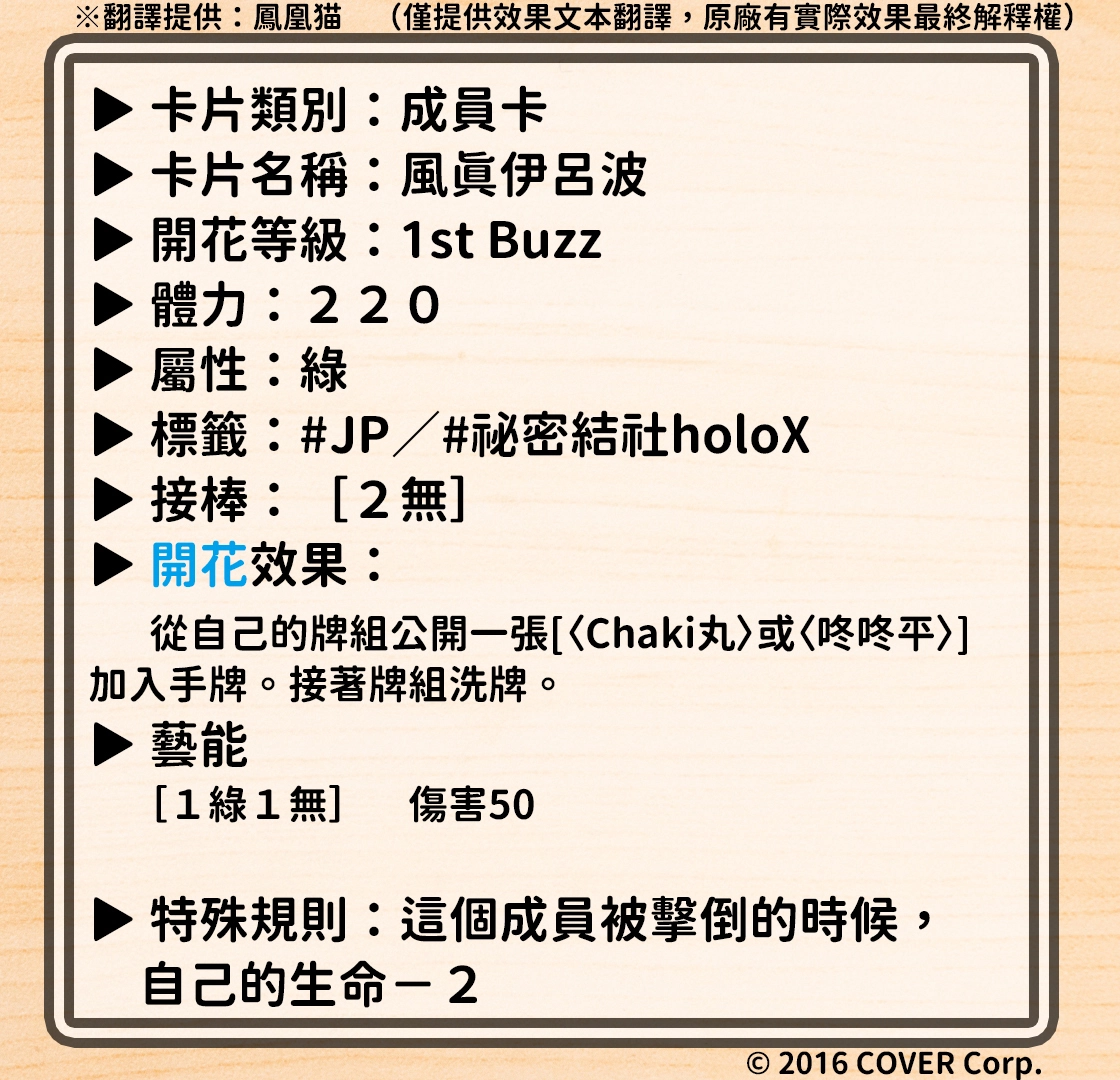 ※翻譯提供：鳳凰猫　（僅提供效果文本翻譯，原廠有實際效果最終解釋權）
▶ 卡片類別：成員卡
▶ 卡片名稱：風眞伊呂波
▶ 開花等級：1st Buzz
▶ 體力：２２０
▶ 屬性：綠
▶ 標籤：#JP／#祕密結社holoX
▶ 接棒：［２無］
▶ 開花效果：
從自己的牌組公開一張[〈Chaki丸〉或〈咚咚平〉]
加入手牌。接著牌組洗牌。
▶ 藝能
［１綠１無］　傷害50
▶ 特殊規則：這個成員被擊倒的時候，
自己的生命－２
© 2016 COVER Corp.